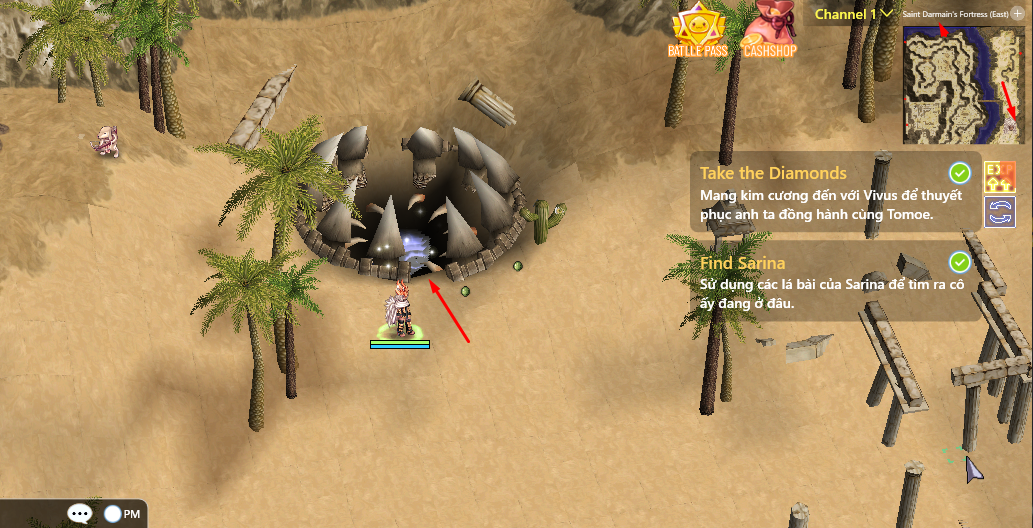 Channel 1
Saint Darmain's Fortress (East)
BATLLE PASS
CASHSHOP
EXP
Take the Diamonds
Mang kim cương đến với Vivus để thuyết
phục anh ta đồng hành cùng Tomoe.
Find Sarina
Sử dụng các lá bài của Sarina để tìm ra cô
ấy đang ở đâu.
PM